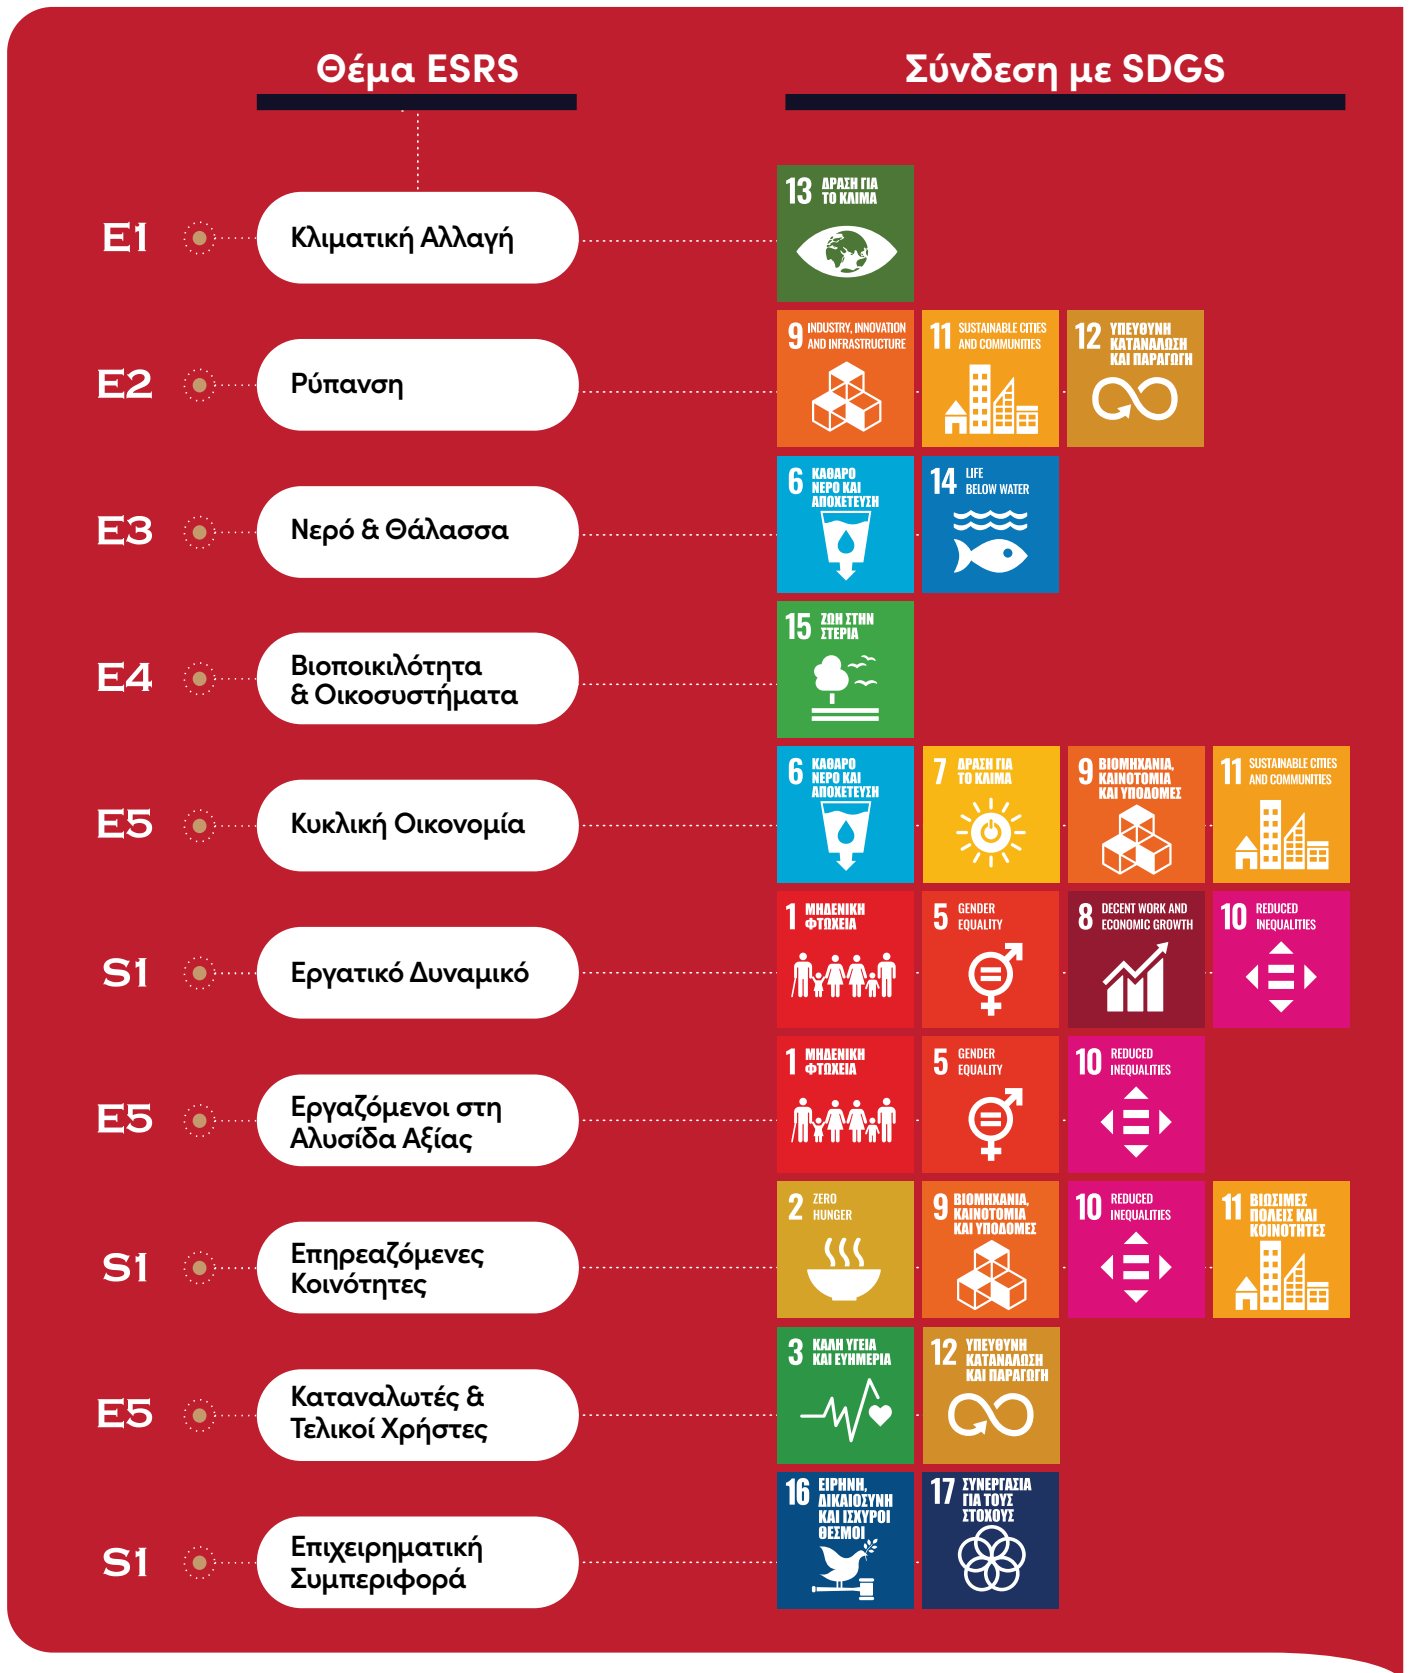 Θέμα ESRS
Σύνδεση με SDGS
E1
Κλιματική Αλλαγή
13 ΔΡΑΣΗ ΓΙΑ
ΤΟ ΚΛΙΜΑ
E2
Ρύπανση
9 INDUSTRY, INNOVATION
AND INFRASTRUCTURE
11 SUSTAINABLE CITIES
AND COMMUNITIES
12 ΥΠΕΥΘΥΝΗ
ΚΑΤΑΝΑΛΩΣΗ
ΚΑΙ ΠΑΡΑΓΩΓΗ
E3
Νερό & Θάλασσα
6 ΚΑΘΑΡΟ
ΝΕΡΟ ΚΑΙ
ΑΠΟΧΕΤΕΥΣΗ
14 LIFE
BELOW WATER
E4
Βιοποικιλότητα
& Οικοσυστήματα
15 ΖΩΗ ΣΤΗΝ
ΣΤΕΡΙΑ
E5
Κυκλική Οικονομία
6 ΚΑΘΑΡΟ
ΝΕΡΟ ΚΑΙ
ΑΠΟΧΕΤΕΥΣΗ
7 ΔΡΑΣΗ ΓΙΑ
ΤΟ ΚΛΙΜΑ
9 ΒΙΟΜΗΧΑΝΙΑ,
ΚΑΙΝΟΤΟΜΙΑ
ΚΑΙ ΥΠΟΔΟΜΕΣ
11 SUSTAINABLE CITIES
AND COMMUNITIES
S1
Εργατικό Δυναμικό
1 ΜΗΔΕΝΙΚΗ
ΦΤΩΧΕΙΑ
5 GENDER
EQUALITY
8 DECENT WORK AND
ECONOMIC GROWTH
10 REDUCED
INEQUALITIES
E5
Εργαζόμενοι στη
Αλυσίδα Αξίας
1 ΜΗΔΕΝΙΚΗ
ΦΤΩΧΕΙΑ
5 GENDER
EQUALITY
10 REDUCED
INEQUALITIES
S1
Επηρεαζόμενες
Κοινότητες
2 ZERO
HUNGER
9 ΒΙΟΜΗΧΑΝΙΑ,
ΚΑΙΝΟΤΟΜΙΑ
ΚΑΙ ΥΠΟΔΟΜΕΣ
10 REDUCED
INEQUALITIES
11 ΒΙΩΣΙΜΕΣ
ΠΟΛΕΙΣ ΚΑΙ
ΚΟΙΝΟΤΗΤΕΣ
E5
Καταναλωτές &
Τελικοί Χρήστες
3 ΚΑΛΗ ΥΓΕΙΑ
ΚΑΙ ΕΥΗΜΕΡΙΑ
12 ΥΠΕΥΘΥΝΗ
ΚΑΤΑΝΑΛΩΣΗ
ΚΑΙ ΠΑΡΑΓΩΓΗ
S1
Επιχειρηματική
Συμπεριφορά
16 ΕΙΡΗΝΗ,
ΔΙΚΑΙΟΣΥΝΗ
ΚΑΙ ΙΣΧΥΡΟΙ
ΘΕΣΜΟΙ
17 ΣΥΝΕΡΓΑΣΙΑ
ΓΙΑ ΤΟΥΣ
ΣΤΟΧΟΥΣ